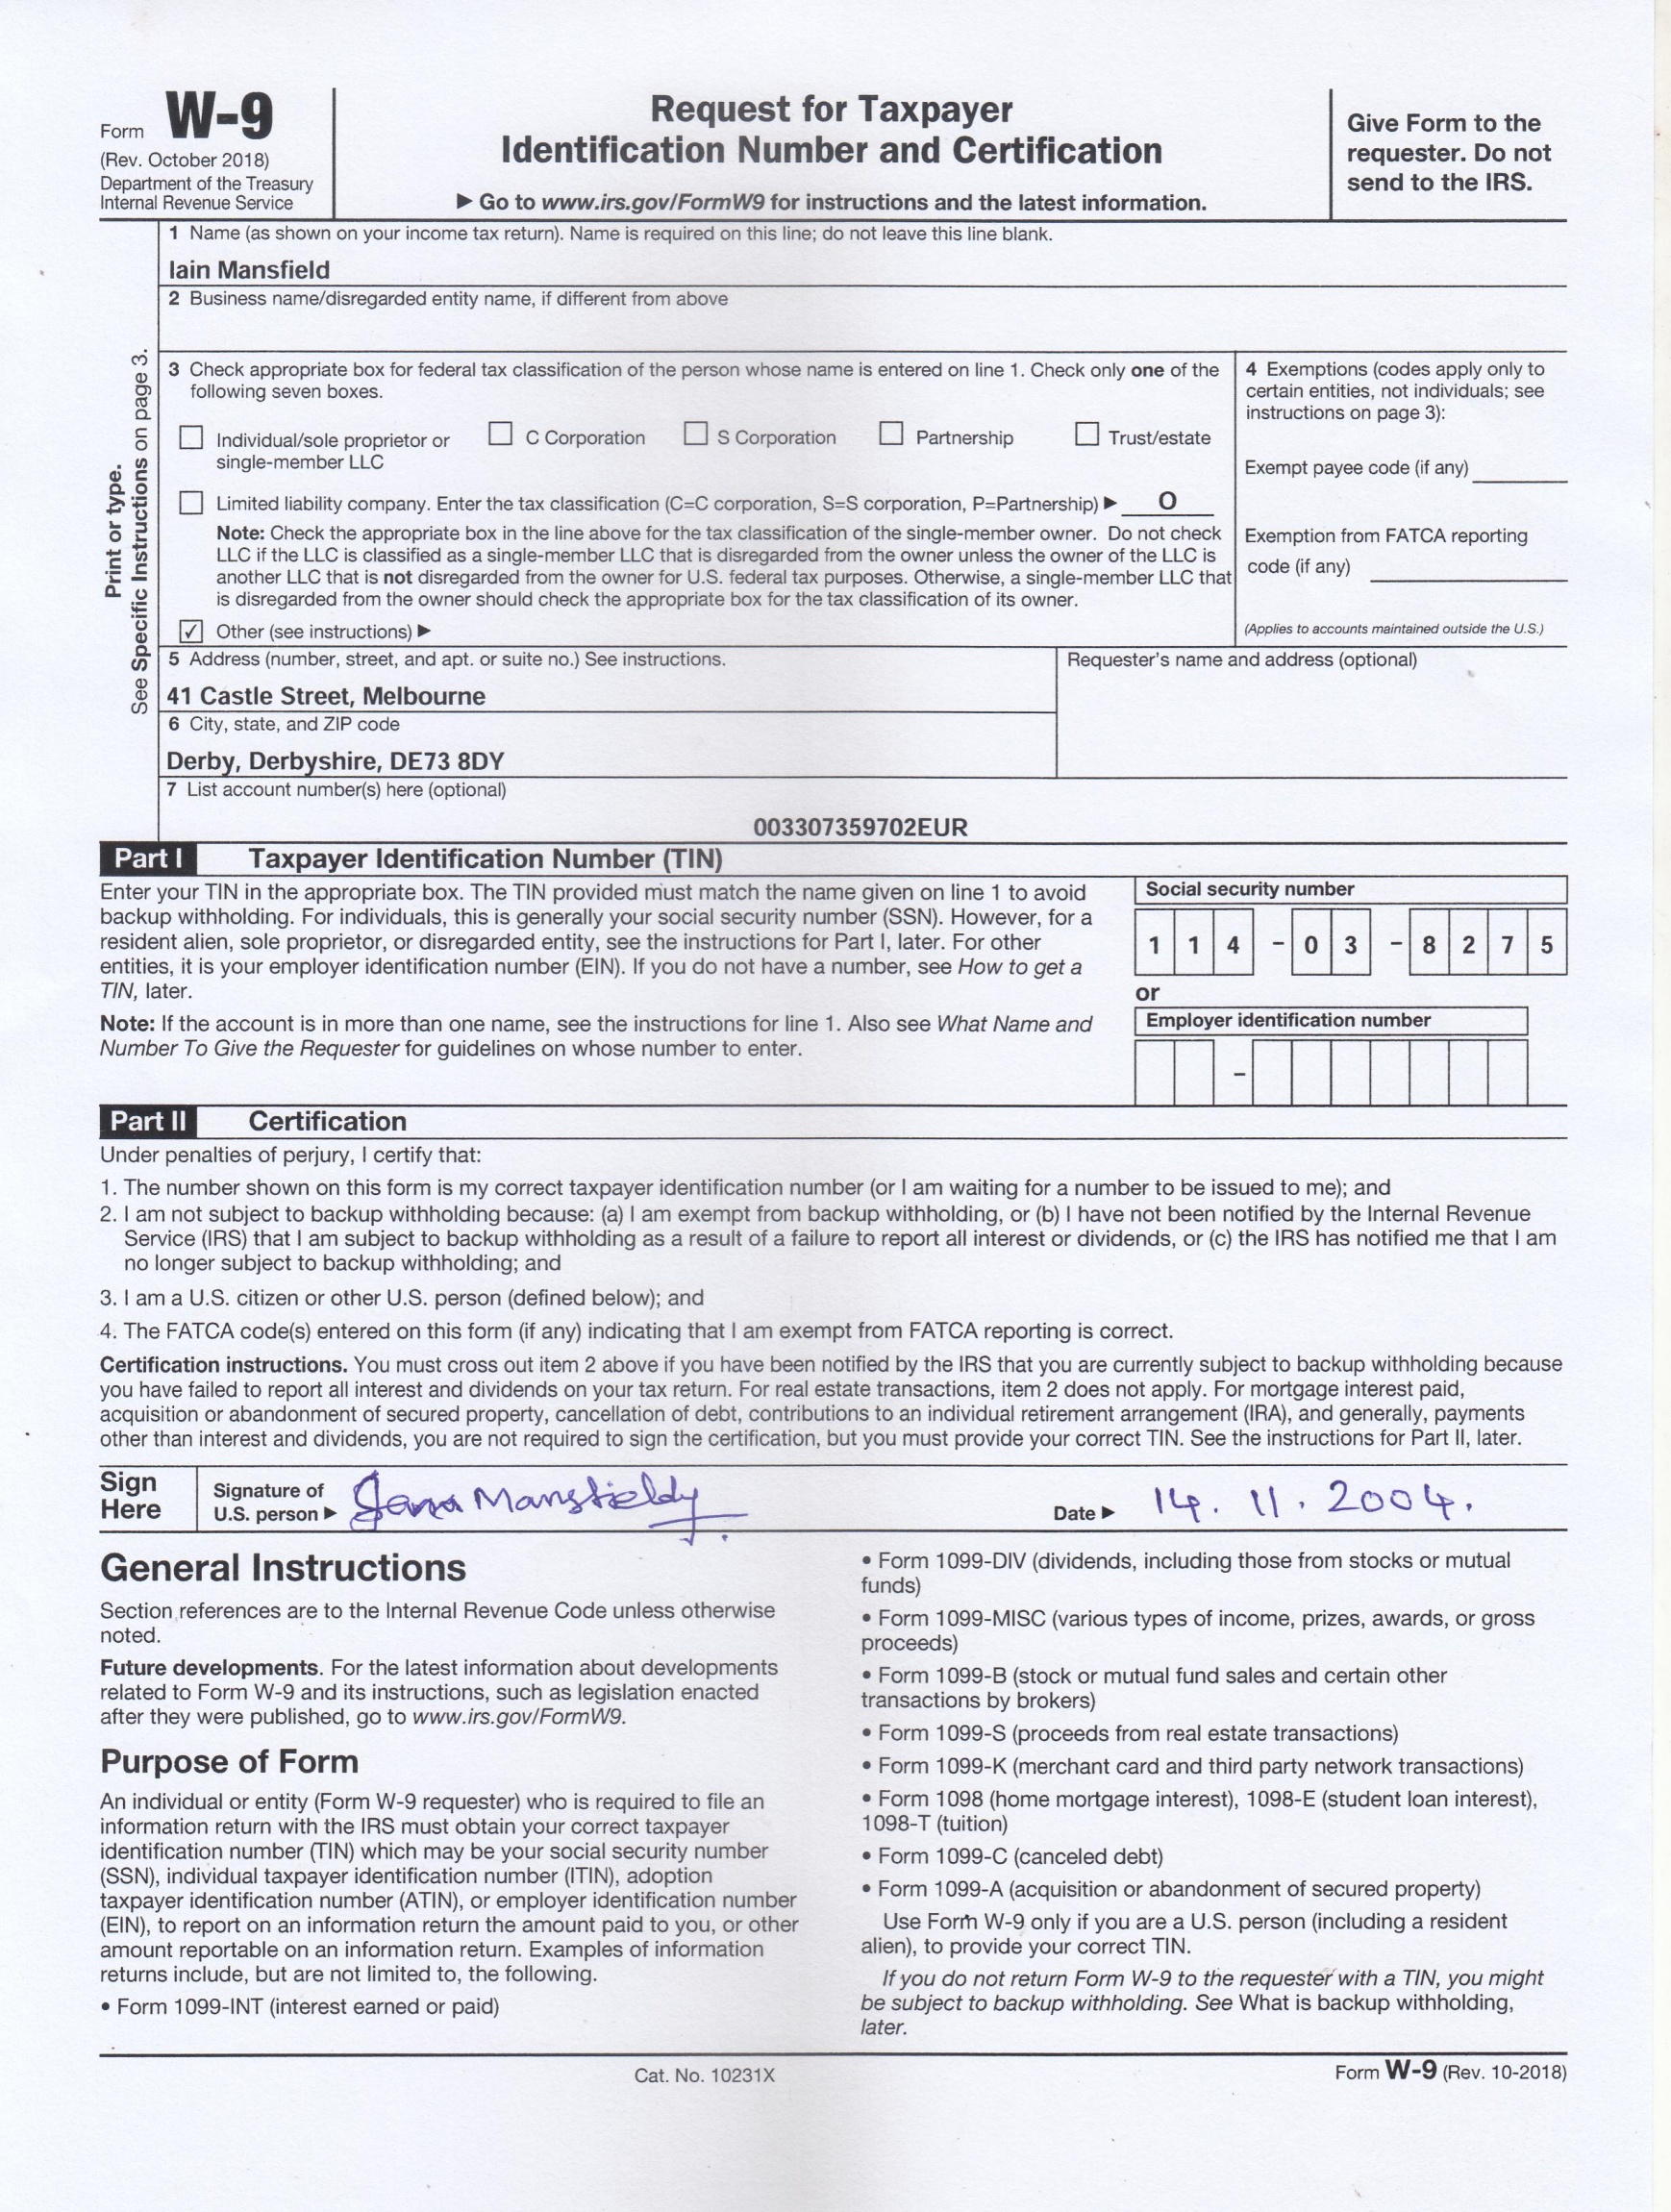 Form W-9
(Rev. October 2018)
Department of the Treasury
Internal Revenue Service
Request for Taxpayer
Identification Number and Certification
▶ Go to www.irs.gov/FormW9 for instructions and the latest information.
Give Form to the
requester. Do not
send to the IRS.
Print or type.
See Specific Instructions on page 3.
1 Name (as shown on your income tax return). Name is required on this line; do not leave this line blank.
Iain Mansfield
2 Business name/disregarded entity name, if different from above
3 Check appropriate box for federal tax classification of the person whose name is entered on line 1. Check only one of the
following seven boxes.
Individual/sole proprietor or
single-member LLC
C Corporation
S Corporation
Partnership
Trust/estate
Limited liability company. Enter the tax classification (C=C corporation, S=S corporation, P=Partnership) ▶ O
Note: Check the appropriate box in the line above for the tax classification of the single-member owner. Do not check
LLC if the LLC is classified as a single-member LLC that is disregarded from the owner unless the owner of the LLC is
another LLC that is not disregarded from the owner for U.S. federal tax purposes. Otherwise, a single-member LLC that
is disregarded from the owner should check the appropriate box for the tax classification of its owner.
✓ Other (see instructions) ▶
4 Exemptions (codes apply only to
certain entities, not individuals; see
instructions on page 3):
Exempt payee code (if any)
Exemption from FATCA reporting
code (if any)
(Applies to accounts maintained outside the U.S.)
5 Address (number, street, and apt. or suite no.) See instructions.
41 Castle Street, Melbourne
6 City, state, and ZIP code
Derby, Derbyshire, DE73 8DY
Requester's name and address (optional)
7 List account number(s) here (optional)
003307359702EUR
Part I Taxpayer Identification Number (TIN)
Enter your TIN in the appropriate box. The TIN provided must match the name given on line 1 to avoid
backup withholding. For individuals, this is generally your social security number (SSN). However, for a
resident alien, sole proprietor, or disregarded entity, see the instructions for Part I, later. For other
entities, it is your employer identification number (EIN). If you do not have a number, see How to get a
TIN, later.
Note: If the account is in more than one name, see the instructions for line 1. Also see What Name and
Number To Give the Requester for guidelines on whose number to enter.
Social security number
1 1 4 - 0 3 - 8 2 7 5
or
Employer identification number
-
Part II Certification
Under penalties of perjury, I certify that:
1. The number shown on this form is my correct taxpayer identification number (or I am waiting for a number to be issued to me); and
2. I am not subject to backup withholding because: (a) I am exempt from backup withholding, or (b) I have not been notified by the Internal Revenue
Service (IRS) that I am subject to backup withholding as a result of a failure to report all interest or dividends, or (c) the IRS has notified me that I am
no longer subject to backup withholding; and
3. I am a U.S. citizen or other U.S. person (defined below); and
4. The FATCA code(s) entered on this form (if any) indicating that I am exempt from FATCA reporting is correct.
Certification instructions. You must cross out item 2 above if you have been notified by the IRS that you are currently subject to backup withholding because
you have failed to report all interest and dividends on your tax return. For real estate transactions, item 2 does not apply. For mortgage interest paid,
acquisition or abandonment of secured property, cancellation of debt, contributions to an individual retirement arrangement (IRA), and generally, payments
other than interest and dividends, you are not required to sign the certification, but you must provide your correct TIN. See the instructions for Part II, later.
Sign
Here
Signature of
U.S. person ▶
Date ▶ 14. 11. 2004.
General Instructions
Section references are to the Internal Revenue Code unless otherwise
noted.
Future developments. For the latest information about developments
related to Form W-9 and its instructions, such as legislation enacted
after they were published, go to www.irs.gov/FormW9.
Purpose of Form
An individual or entity (Form W-9 requester) who is required to file an
information return with the IRS must obtain your correct taxpayer
identification number (TIN) which may be your social security number
(SSN), individual taxpayer identification number (ITIN), adoption
taxpayer identification number (ATIN), or employer identification number
(EIN), to report on an information return the amount paid to you, or other
amount reportable on an information return. Examples of information
returns include, but are not limited to, the following.
• Form 1099-INT (interest earned or paid)
• Form 1099-DIV (dividends, including those from stocks or mutual
funds)
• Form 1099-MISC (various types of income, prizes, awards, or gross
proceeds)
• Form 1099-B (stock or mutual fund sales and certain other
transactions by brokers)
• Form 1099-S (proceeds from real estate transactions)
• Form 1099-K (merchant card and third party network transactions)
• Form 1098 (home mortgage interest), 1098-E (student loan interest),
1098-T (tuition)
• Form 1099-C (canceled debt)
• Form 1099-A (acquisition or abandonment of secured property)
Use Form W-9 only if you are a U.S. person (including a resident
alien), to provide your correct TIN.
If you do not return Form W-9 to the requester with a TIN, you might
be subject to backup withholding. See What is backup withholding,
later.
Cat. No. 10231X
Form W-9 (Rev. 10-2018)